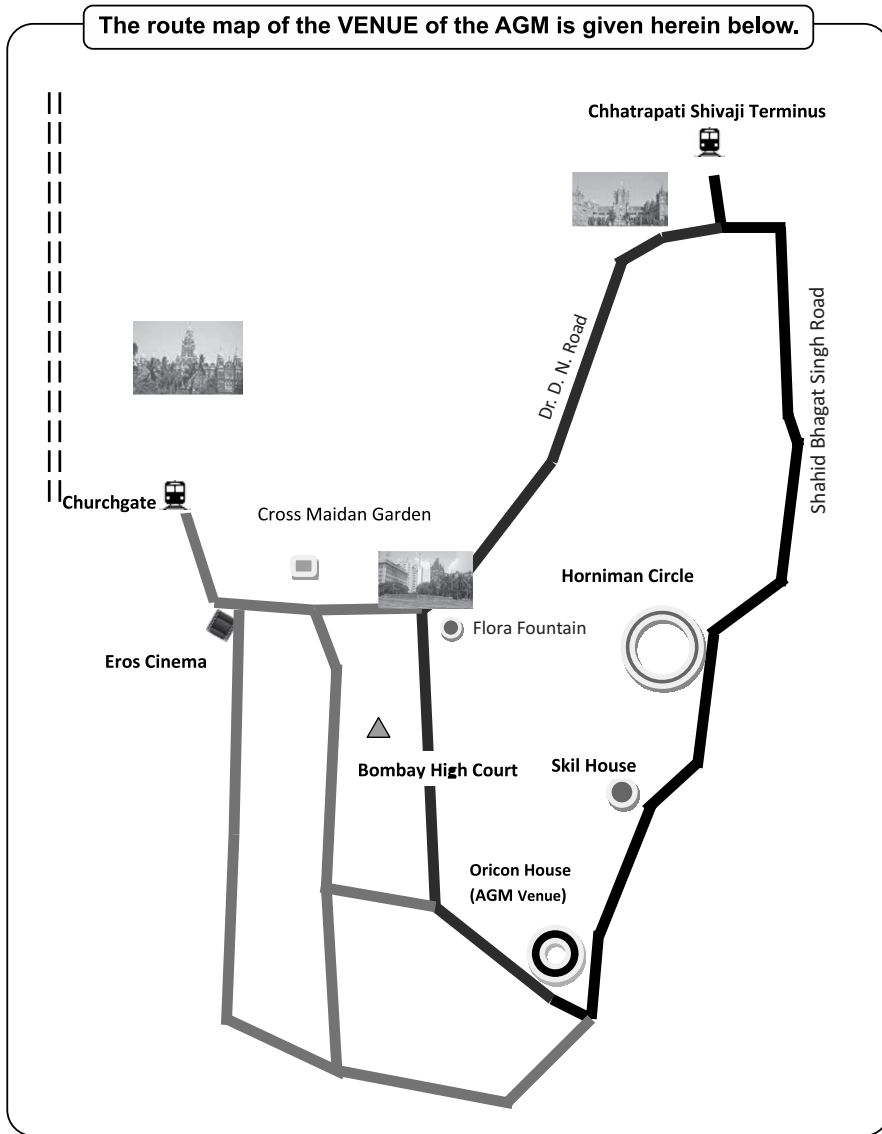 The route map of the VENUE of the AGM is given herein below.
Chhatrapati Shivaji Terminus
Dr. D. N. Road
Shahid Bhagat Singh Road
Churchgate
Cross Maidan Garden
Horniman Circle
Flora Fountain
Eros Cinema
Bombay High Court
Skil House
Oricon House
(AGM Venue)